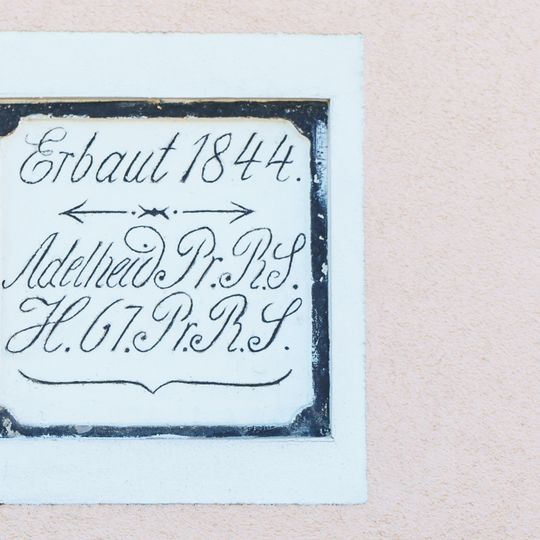 Erbaut 1844.
Adelheid Pr. R.S.
H. 67. Pr. R. S.